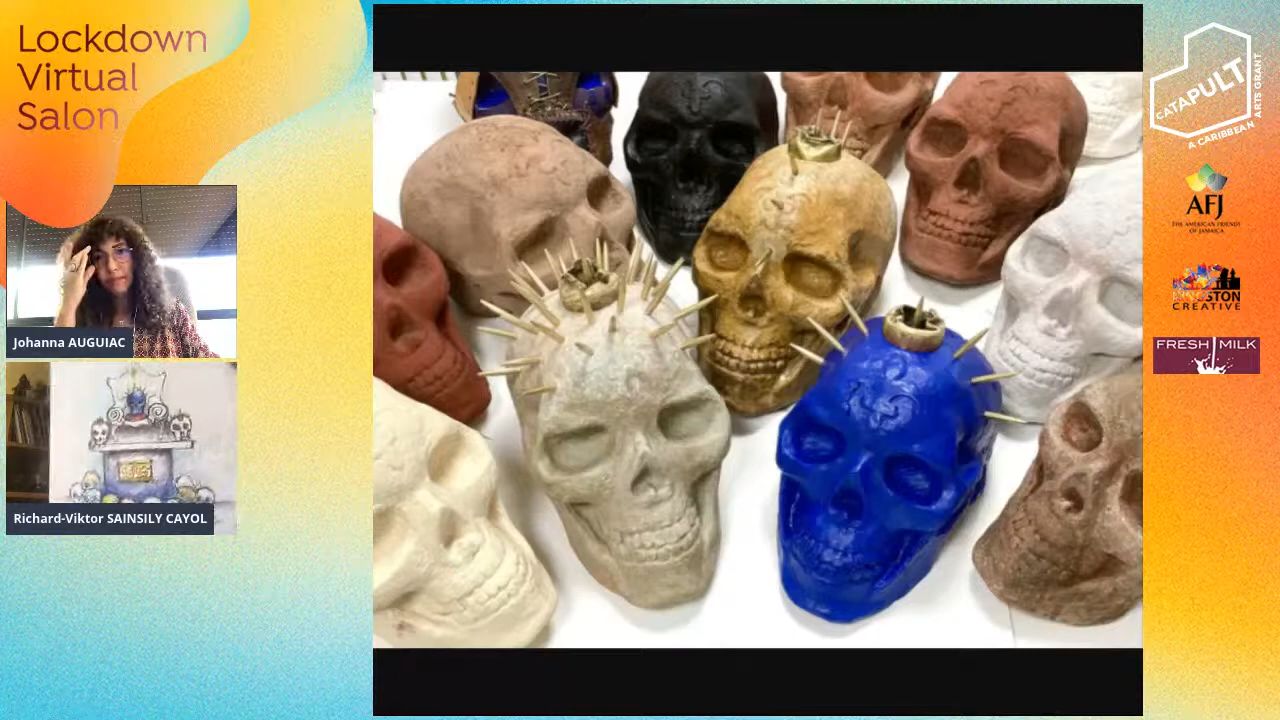 Lockdown
Virtual
Salon
Johanna AUGUIAC
Richard-Viktor SAINSILY CAYOL
CATAPULT
ARTS GRANT
A CARIBBEAN
AFJ
THE AMERICAN FRIENDS
OF JAMAICA
KINGSTON
CREATIVE
FRESH MILK